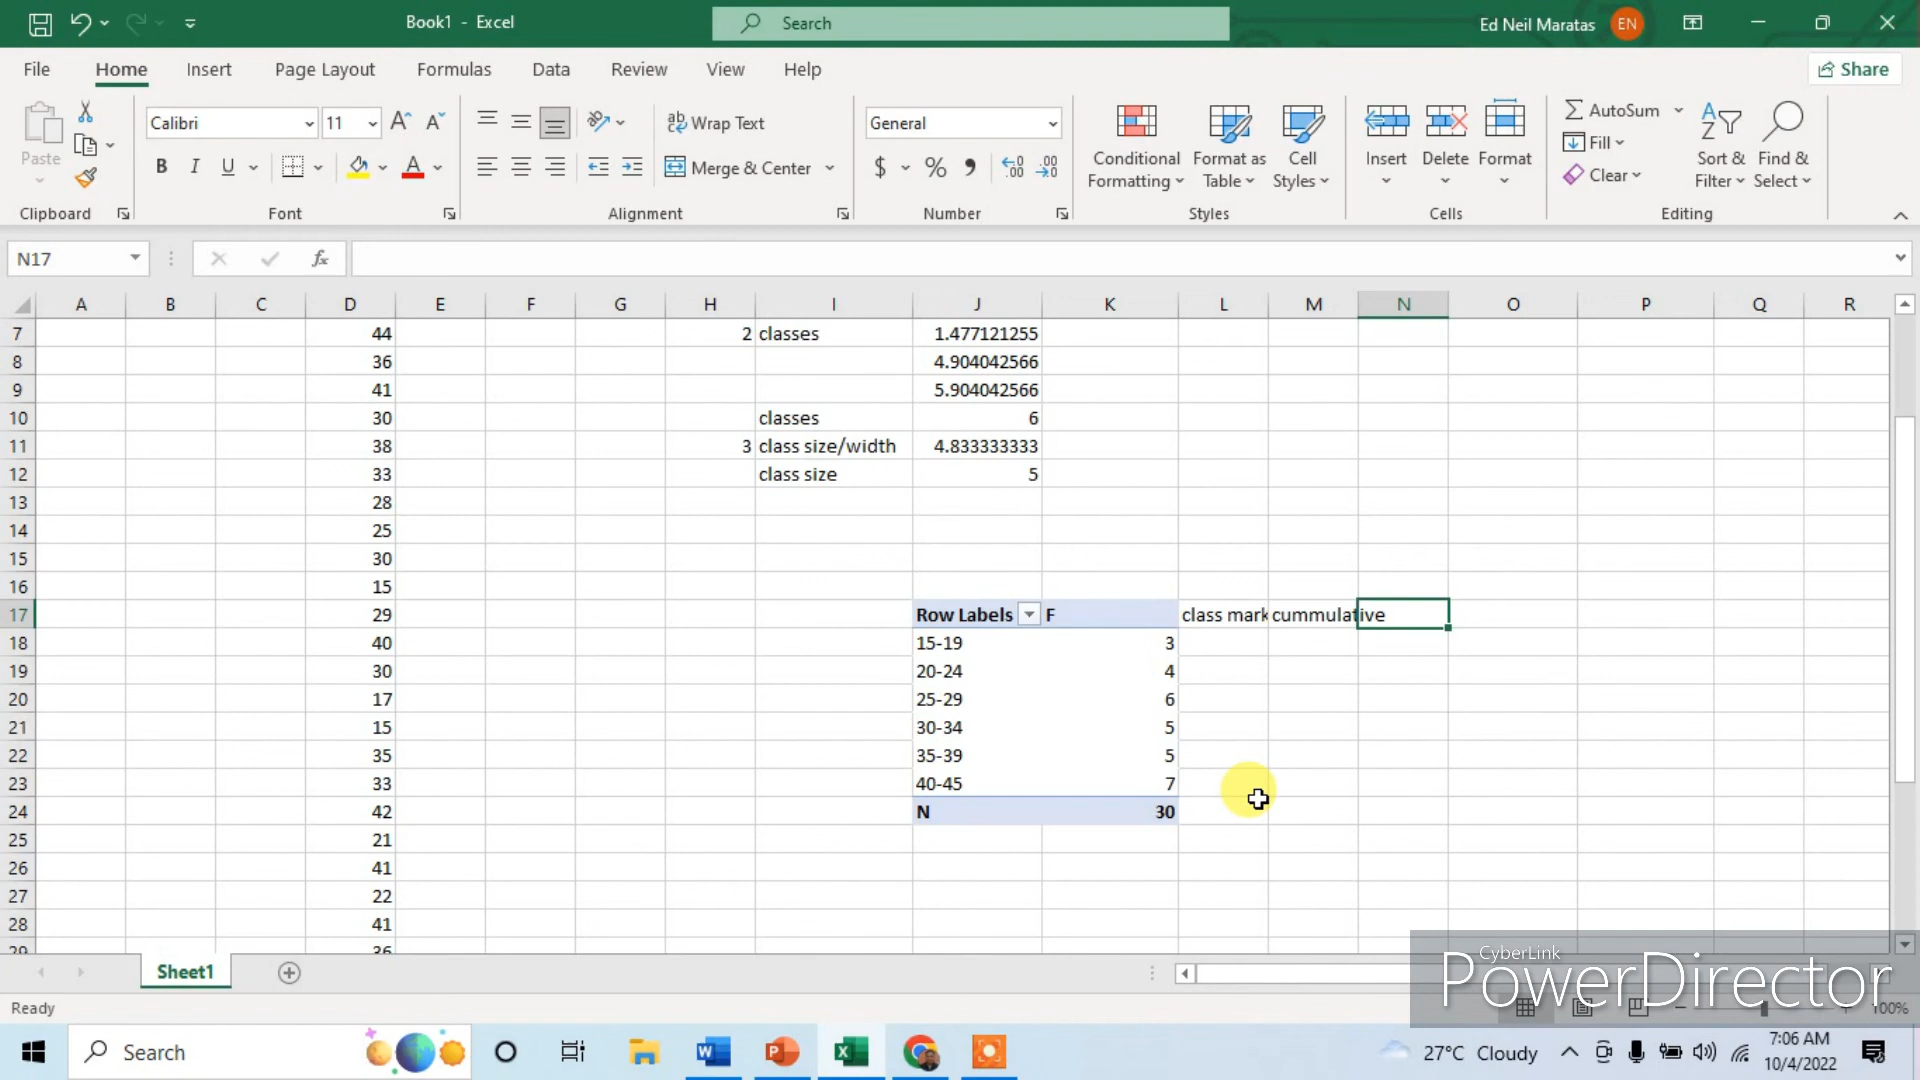 Book1 - Excel
Search
Ed Neil Maratas EN
File Home Insert Page Layout Formulas Data Review View Help
Share
Paste
Clipboard
Calibri 11
B I U
Font
Wrap Text
Merge & Center
Alignment
General
$ % ,
Number
Conditional Formatting
Format as Table
Cell Styles
Styles
Insert Delete Format
Cells
AutoSum
Fill
Clear
Sort & Filter
Find & Select
Editing
N17 fx
A B C D E F G H I J K L M N O P Q R
7 44 2 classes 1.477121255
8 36 4.904042566
9 41 5.904042566
10 30 classes 6
11 38 3 class size/width 4.833333333
12 33 class size 5
13 28
14 25
15 30
16 15
17 29 Row Labels F class mark cummulative
18 40 15-19 3
19 30 20-24 4
20 17 25-29 6
21 15 30-34 5
22 35 35-39 5
23 33 40-45 7
24 42 N 30
25 21
26 41
27 22
28 41
29 36
Sheet1
CyberLink
PowerDirector
Ready
100%
Search
27°C Cloudy
7:06 AM
10/4/2022